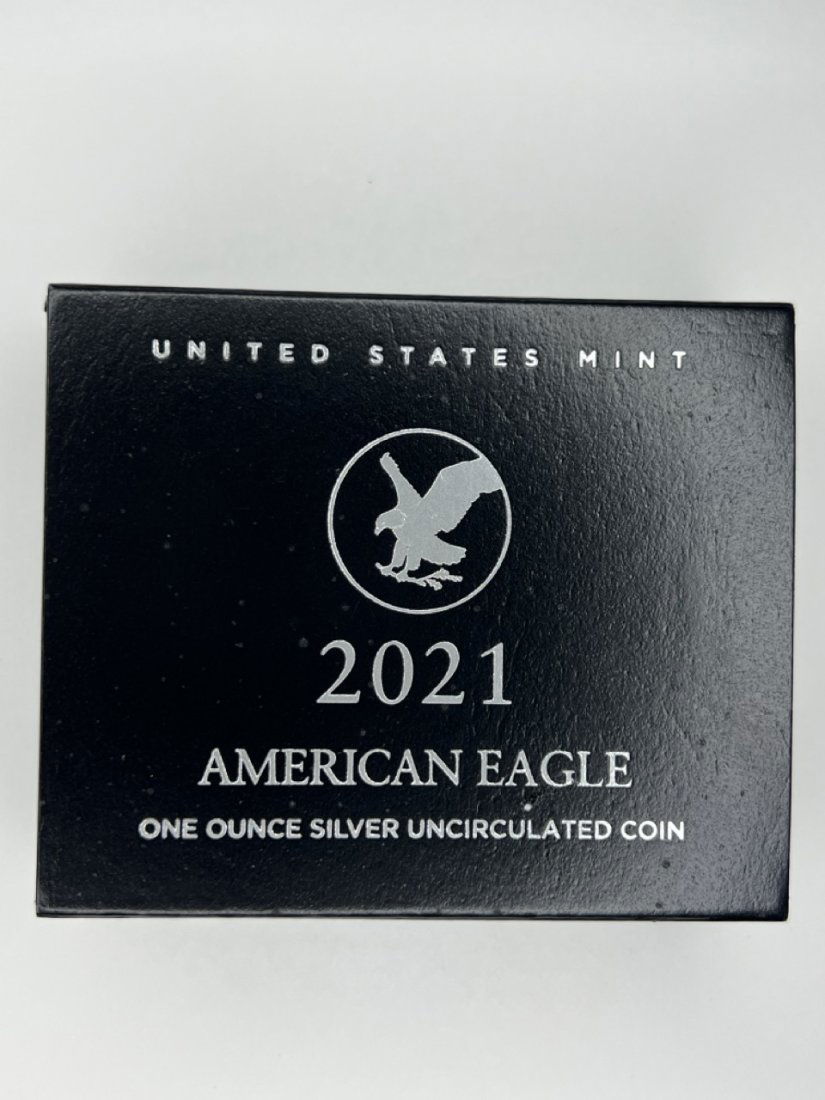 UNITED STATES MINT
2021
AMERICAN EAGLE
ONE OUNCE SILVER UNCIRCULATED COIN